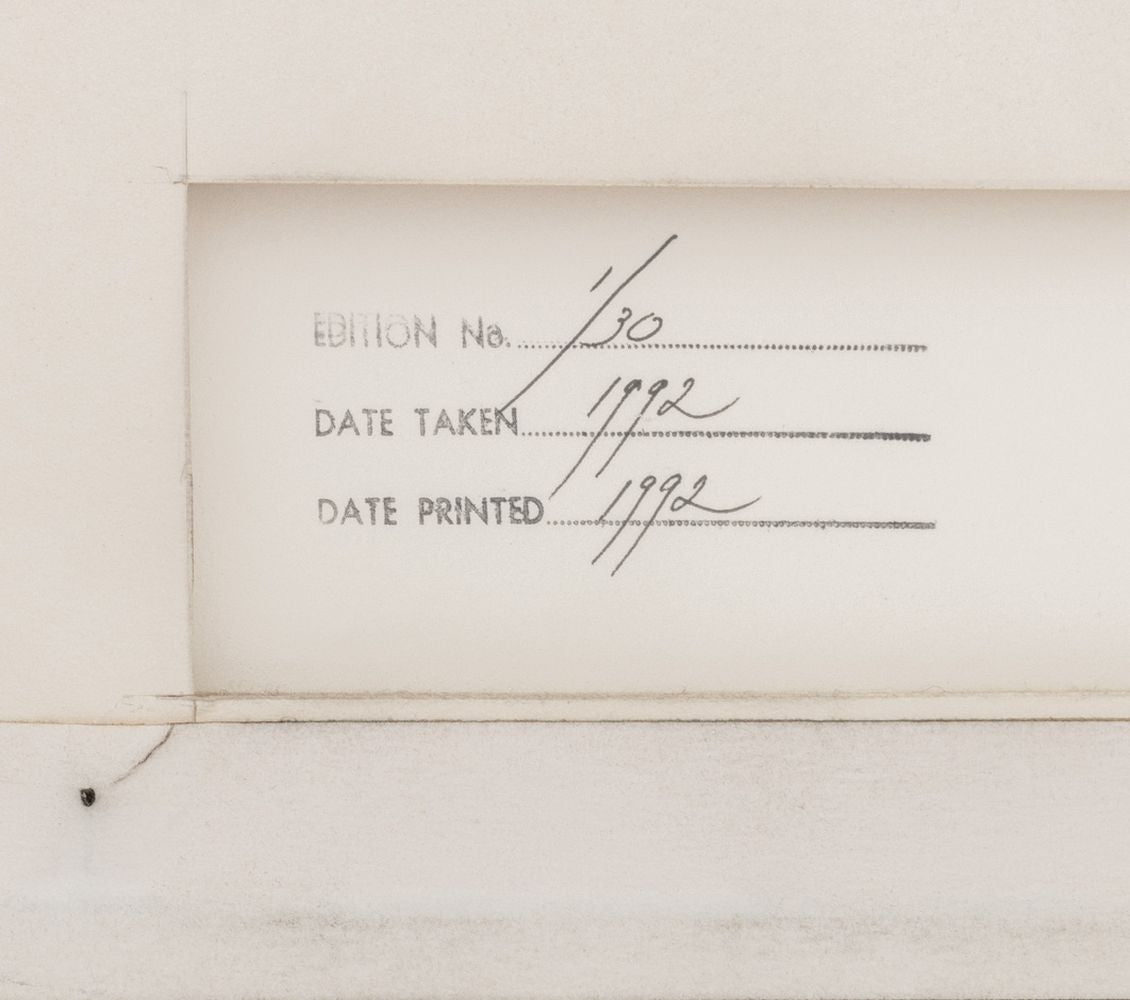 EDITION No. 1/30
DATE TAKEN 1992
DATE PRINTED 1992